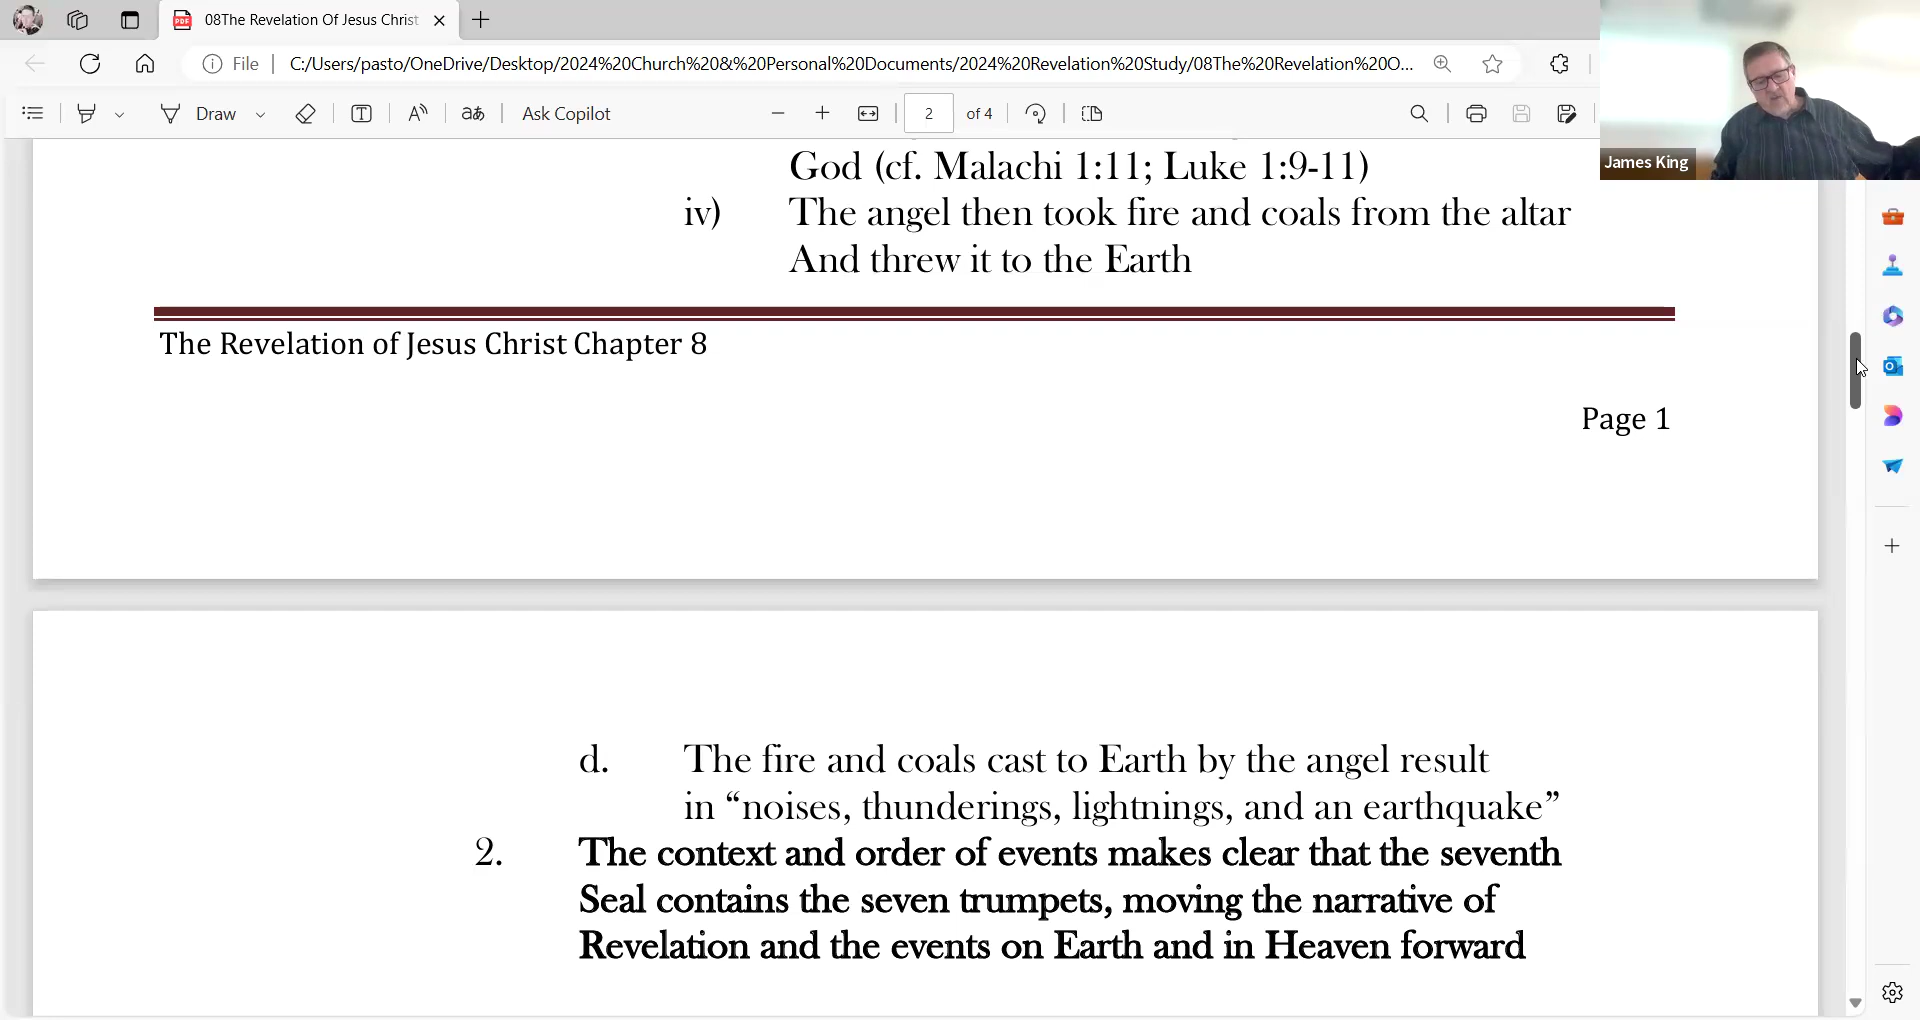 08The Revelation Of Jesus Christ
File
C:/Users/pasto/OneDrive/Desktop/2024%20Church%20&%20Personal%20Documents/2024%20Revelation%20Study/08The%20Revelation%20O...
Draw
aあ
Ask Copilot
2
of 4
James King
God (cf. Malachi 1:11; Luke 1:9-11)
iv) The angel then took fire and coals from the altar
And threw it to the Earth
The Revelation of Jesus Christ Chapter 8
Page 1
d. The fire and coals cast to Earth by the angel result
in “noises, thunderings, lightnings, and an earthquake”
2. The context and order of events makes clear that the seventh
Seal contains the seven trumpets, moving the narrative of
Revelation and the events on Earth and in Heaven forward